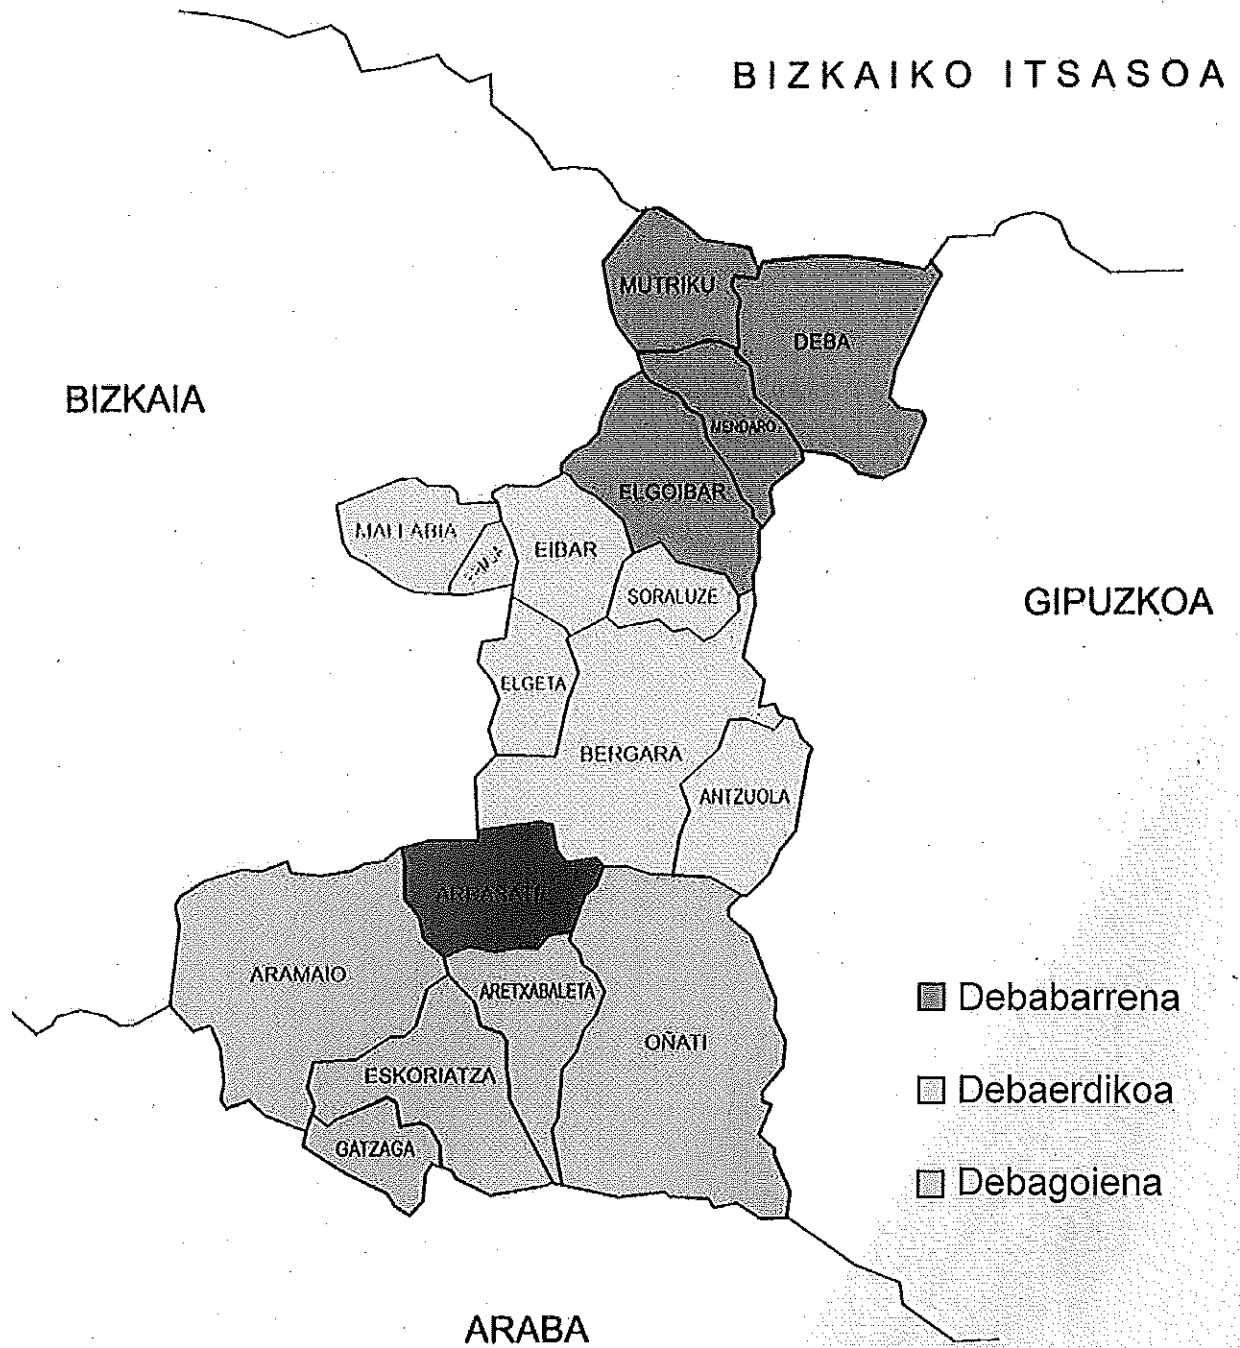 BIZKAIKO ITSASOA
MUTRIKU
DEBA
BIZKAIA
MENDARO
ELGOIBAR
MALLABIA
EIBAR
SORALUZE
GIPUZKOA
ELGETA
BERGARA
ANTZUOLA
ARRASATE
ARAMAIO
ARETXABALETA
Debabarrena
OÑATI
ESKORIATZA
Debaerdikoa
GATZAGA
Debagoiena
ARABA